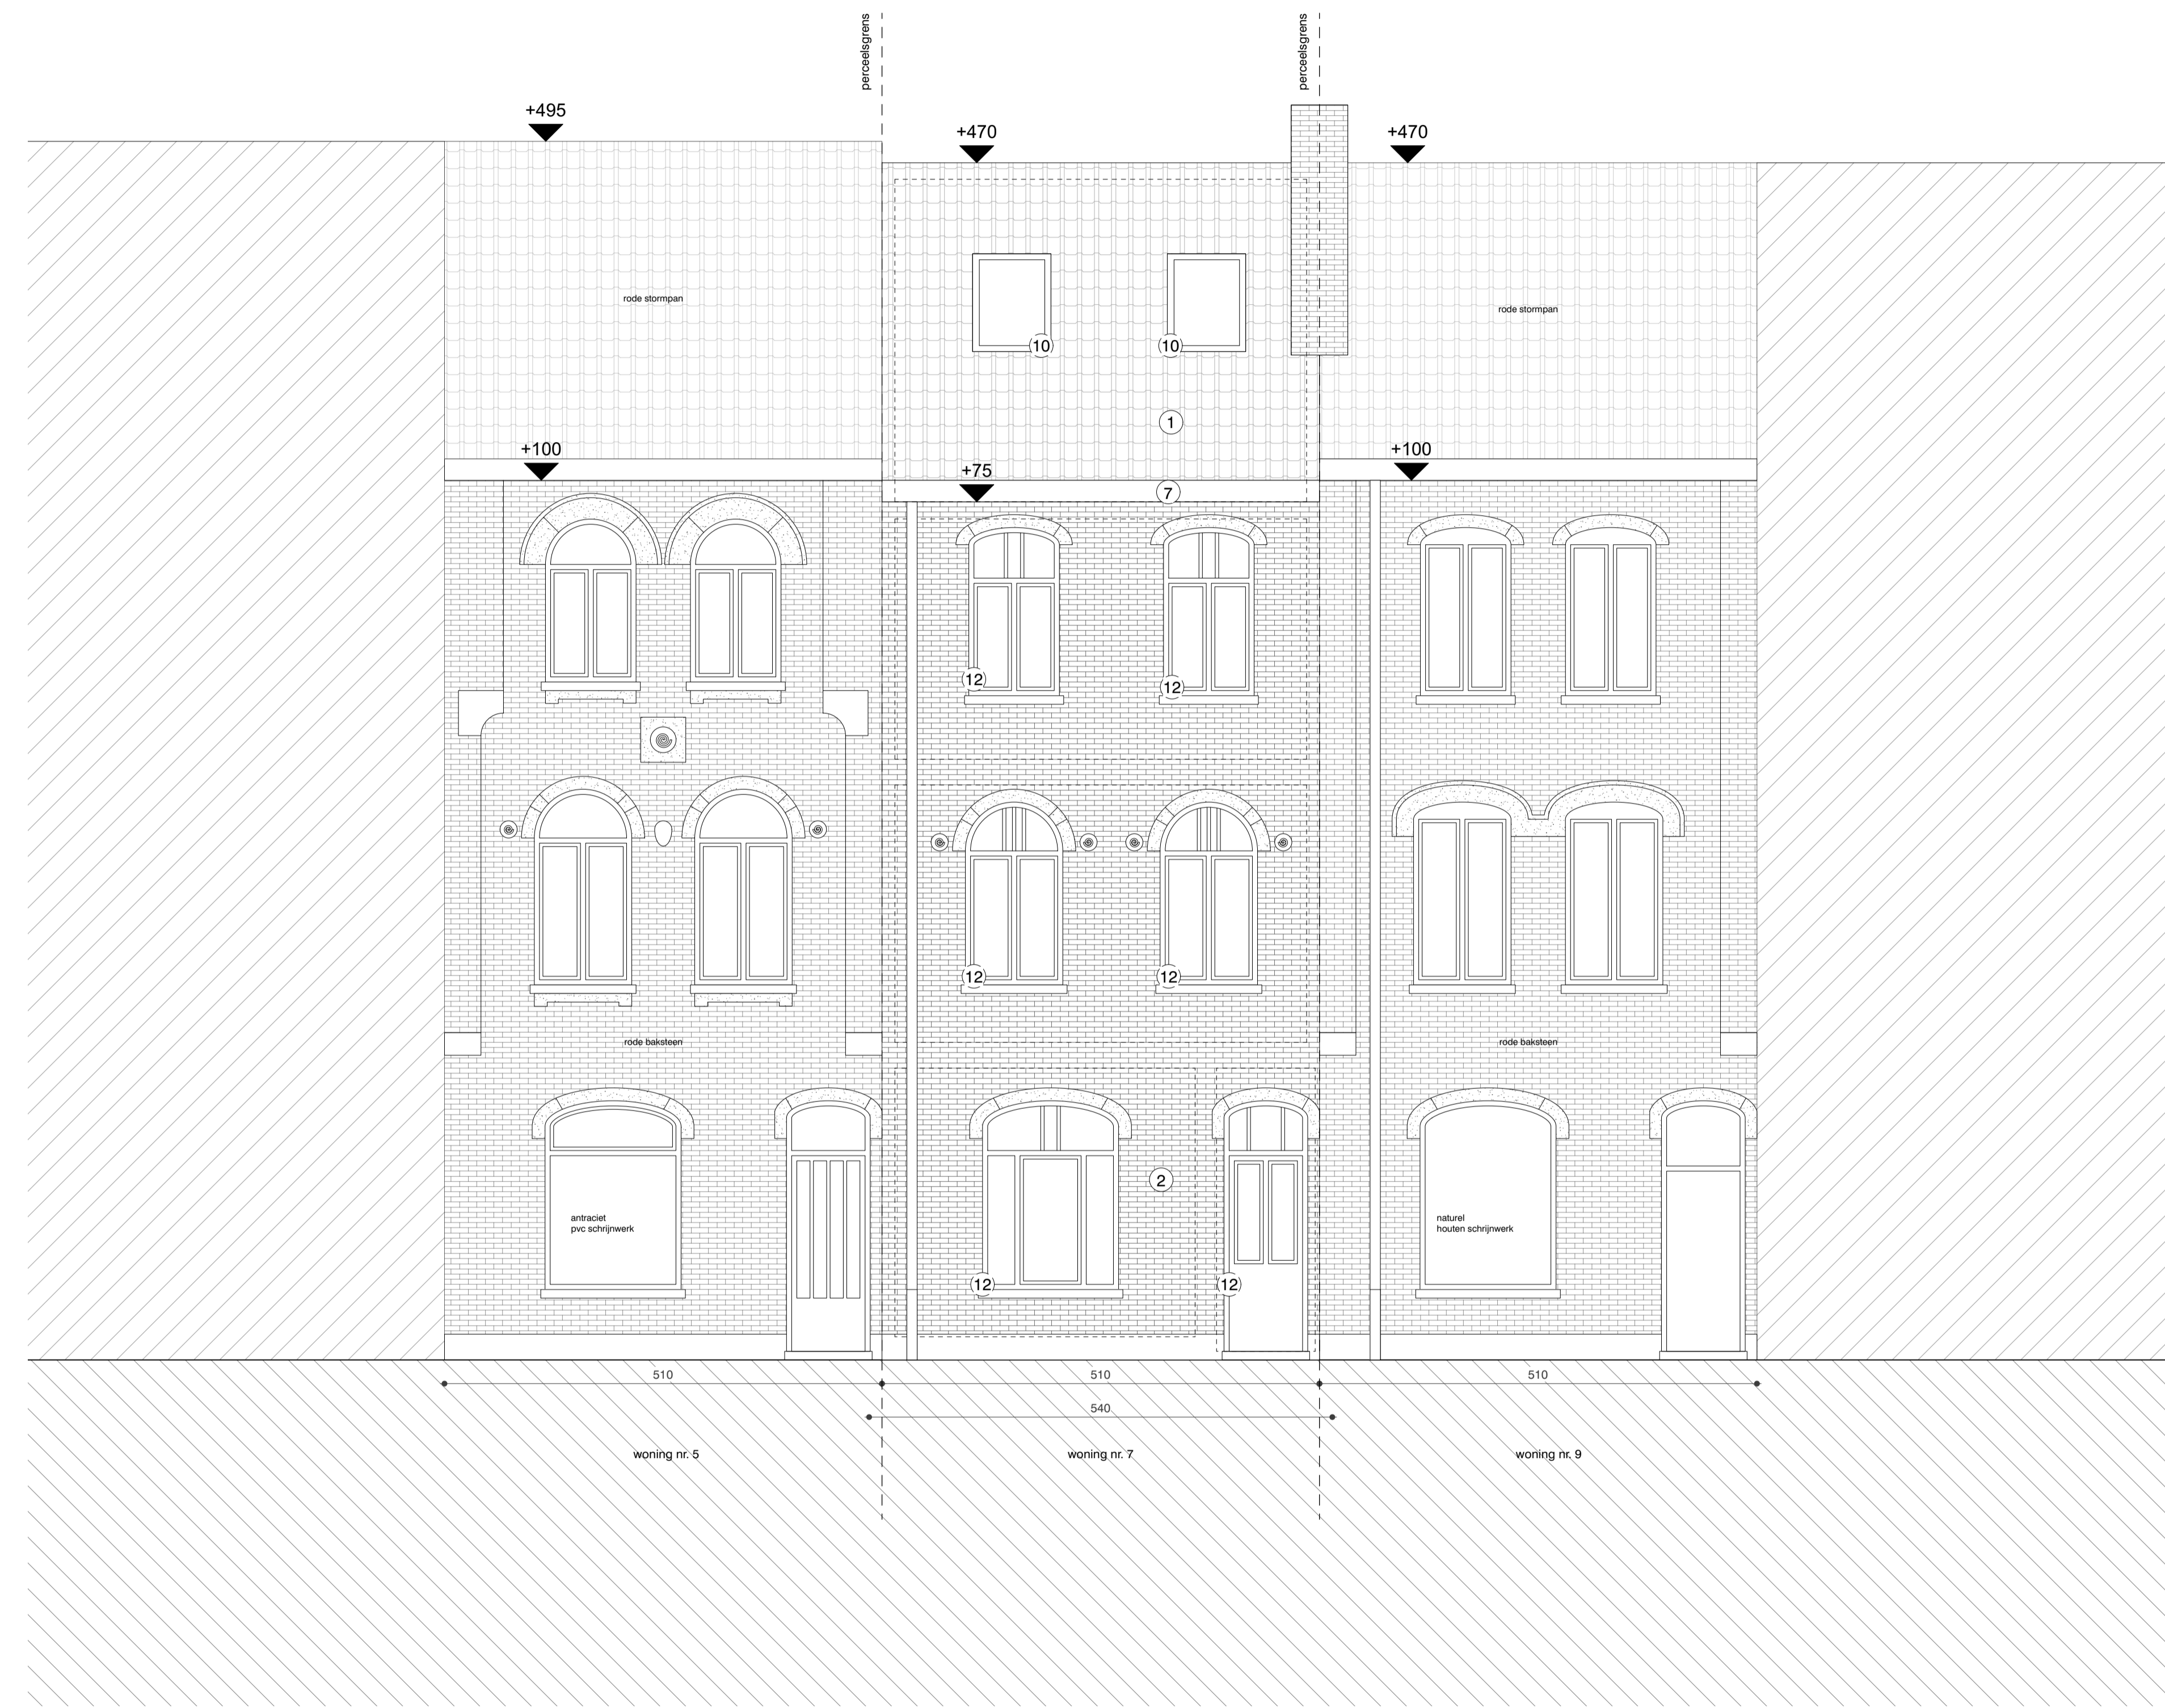 perceelsgrens
perceelsgrens
+495
+470
+470
rode stormpan
rode stormpan
10
10
1
+100
+75
+100
7
12
12
12
12
rode baksteen
rode baksteen
2
antraciet
pvc schrijnwerk
naturel
houten schrijnwerk
12
12
510
510
510
540
woning nr. 5
woning nr. 7
woning nr. 9